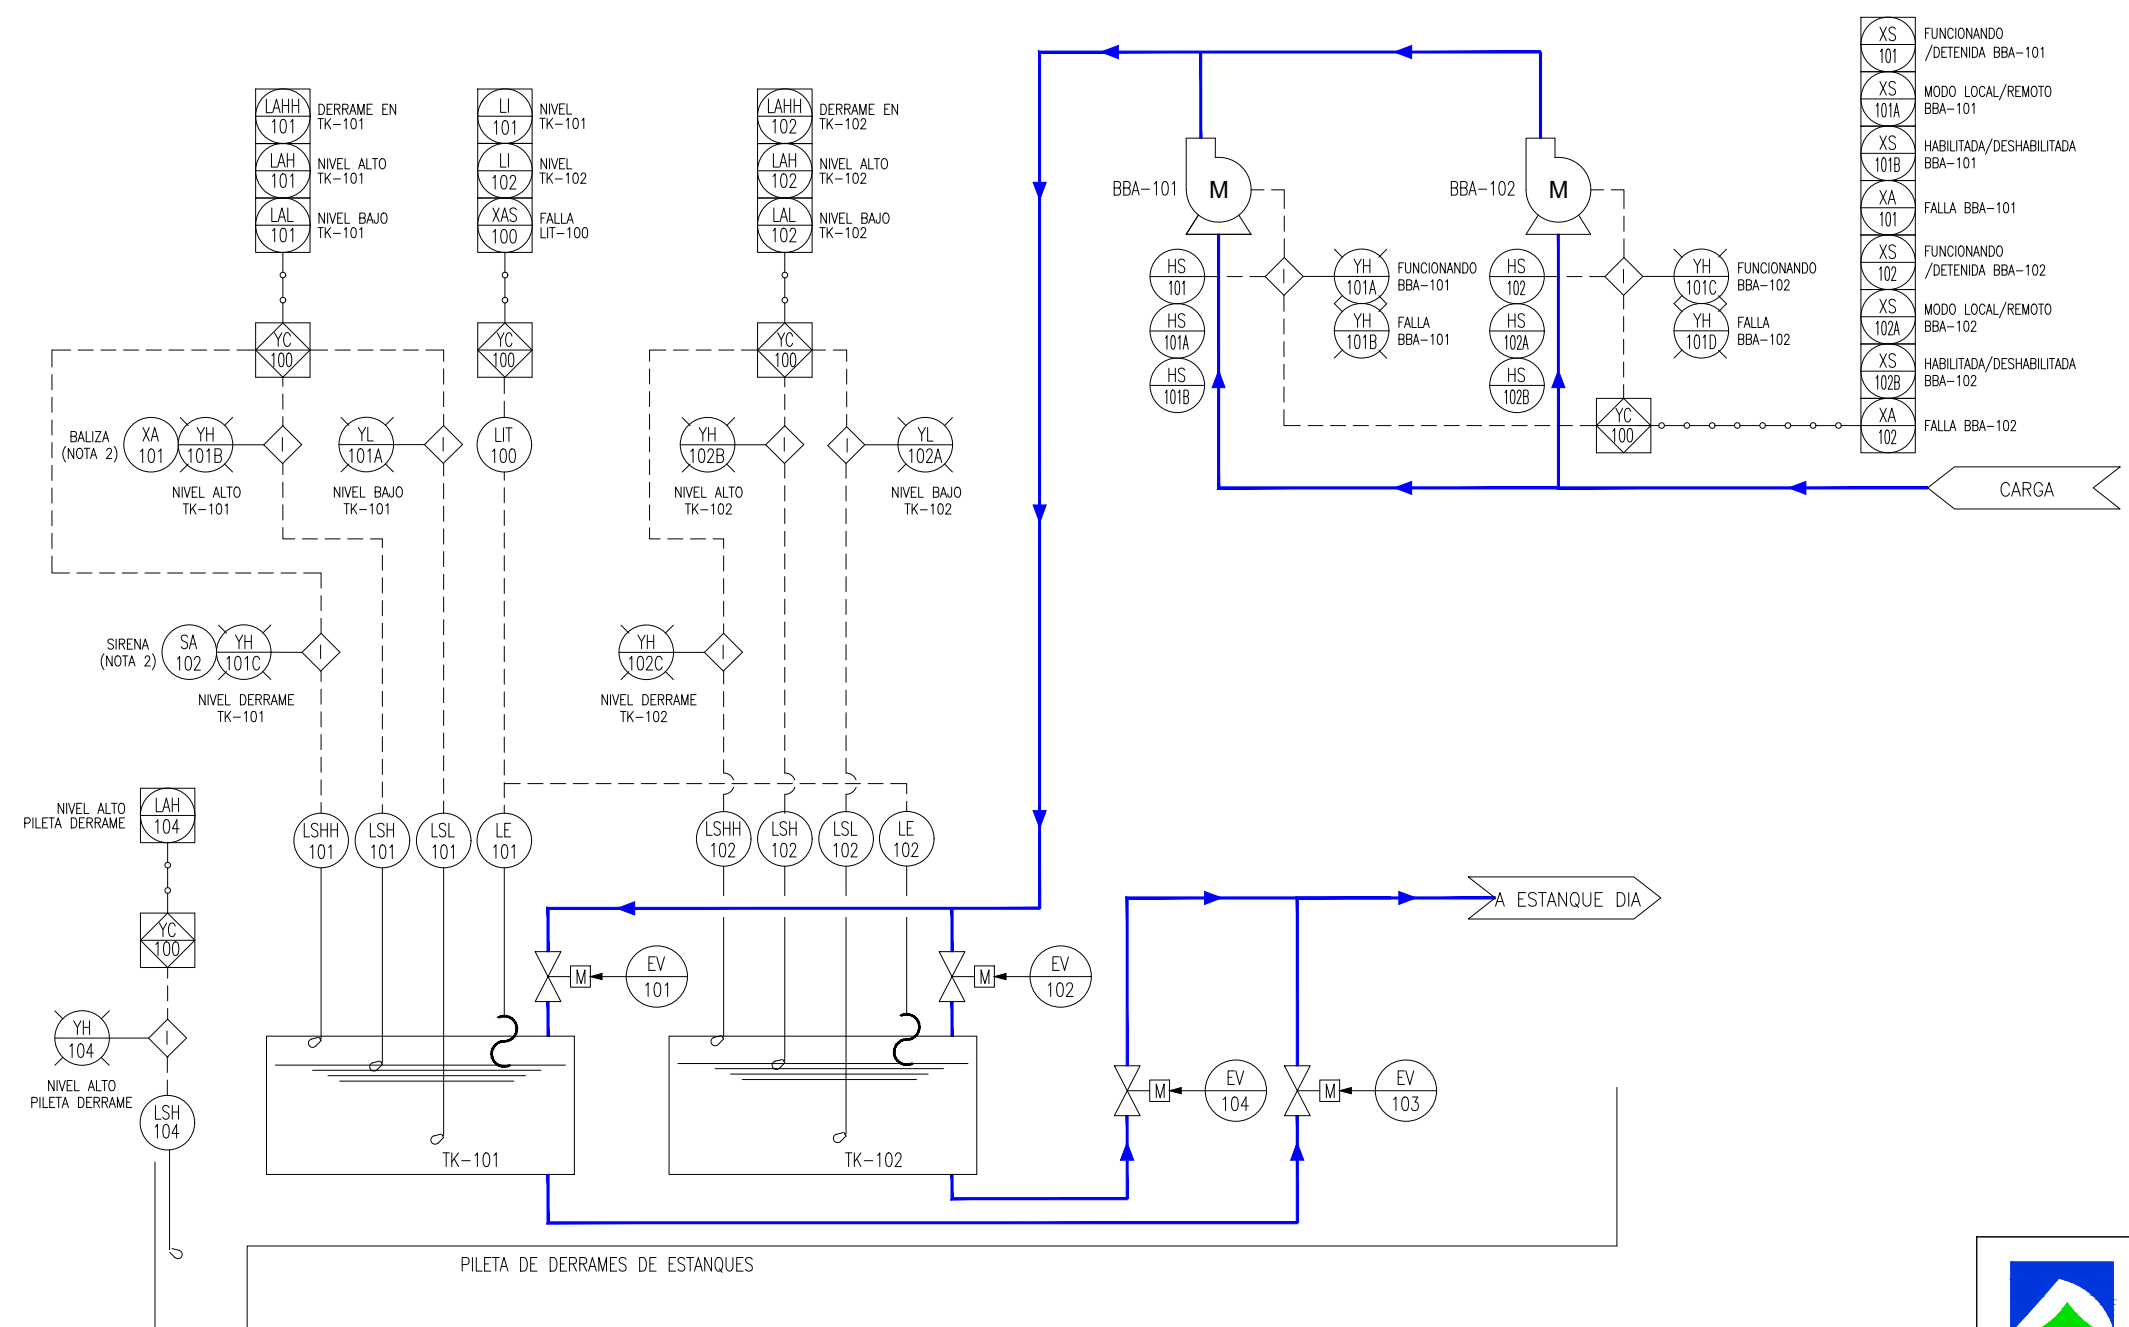 LAHH
101
DERRAME EN
TK-101
LAH
101
NIVEL ALTO
TK-101
LAL
101
NIVEL BAJO
TK-101
LI
101
NIVEL
TK-101
LI
102
NIVEL
TK-102
XAS
100
FALLA
LIT-100
LAHH
102
DERRAME EN
TK-102
LAH
102
NIVEL ALTO
TK-102
LAL
102
NIVEL BAJO
TK-102
XS
101
FUNCIONANDO
/DETENIDA BBA-101
XS
101A
MODO LOCAL/REMOTO
BBA-101
XS
101B
HABILITADA/DESHABILITADA
BBA-101
XA
101
FALLA BBA-101
XS
102
FUNCIONANDO
/DETENIDA BBA-102
XS
102A
MODO LOCAL/REMOTO
BBA-102
XS
102B
HABILITADA/DESHABILITADA
BBA-102
XA
102
FALLA BBA-102
BBA-101
M
BBA-102
M
HS
101
I
YH
101A
FUNCIONANDO
BBA-101
HS
101A
YH
101B
FALLA
BBA-101
HS
101B
HS
102
I
YH
101C
FUNCIONANDO
BBA-102
HS
102A
YH
101D
FALLA
BBA-102
HS
102B
YC
100
CARGA
YC
100
YC
100
YC
100
BALIZA
(NOTA 2)
XA
101
YH
101B
I
NIVEL ALTO
TK-101
YL
101A
I
NIVEL BAJO
TK-101
LIT
100
YH
102B
I
NIVEL ALTO
TK-102
I
YL
102A
NIVEL BAJO
TK-102
SIRENA
(NOTA 2)
SA
102
YH
101C
I
NIVEL DERRAME
TK-101
YH
102C
I
NIVEL DERRAME
TK-102
NIVEL ALTO
PILETA DERRAME
LAH
104
YC
100
YH
104
I
NIVEL ALTO
PILETA DERRAME
LSH
104
LSHH
101
LSH
101
LSL
101
LE
101
LSHH
102
LSH
102
LSL
102
LE
102
M
EV
101
M
EV
102
A ESTANQUE DIA
M
EV
104
M
EV
103
TK-101
TK-102
PILETA DE DERRAMES DE ESTANQUES